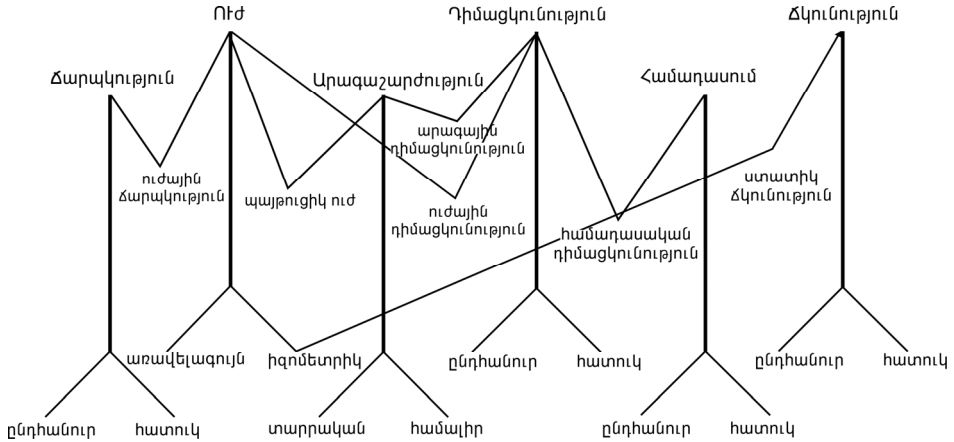 ՈՒժ
Դիմացկունություն
Ճկունություն
Ճարպկություն
Արագաշարժություն
Համադասում
արագային
դիմացկունություն
ուժային
ճարպկություն
պայթուցիկ ուժ
ուժային
դիմացկունություն
համադասական
դիմացկունություն
ստատիկ
ճկունություն
առավելագույն
իզոմետրիկ
ընդհանուր
հատուկ
ընդհանուր
հատուկ
ընդհանուր
հատուկ
տարրական
համալիր
ընդհանուր
հատուկ